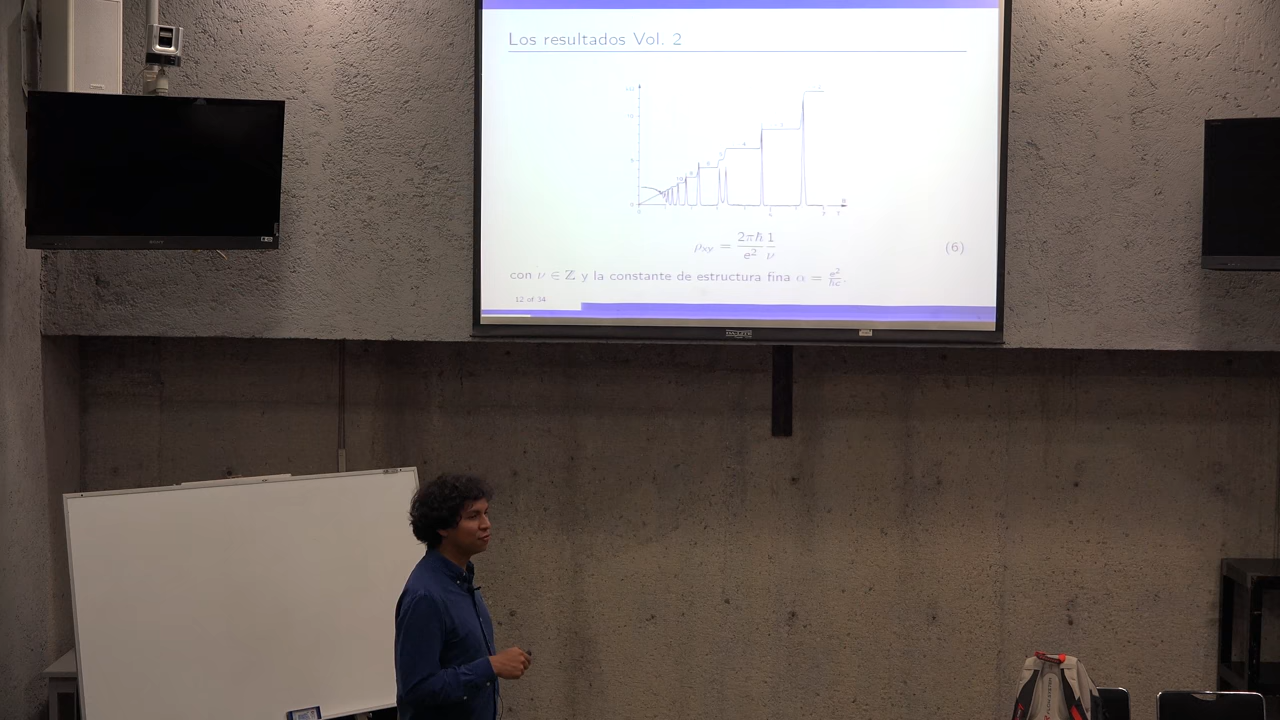 Los resultados Vol. 2
ρxy = 2πℏ/e² 1/ν (6)
con ν ∈ ℤ y la constante de estructura fina α = e²/ℏc.
12 of 34
SONY